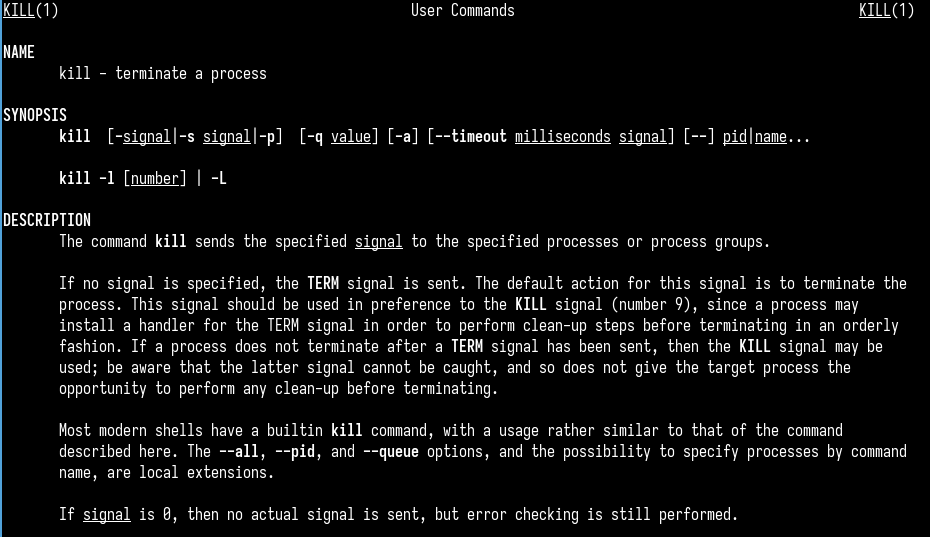 KILL(1) User Commands KILL(1)
NAME
kill - terminate a process
SYNOPSIS
kill [-signal|-s signal|-p] [-q value] [-a] [--timeout milliseconds signal] [--] pid|name...
kill -l [number] | -L
DESCRIPTION
The command kill sends the specified signal to the specified processes or process groups.
If no signal is specified, the TERM signal is sent. The default action for this signal is to terminate the
process. This signal should be used in preference to the KILL signal (number 9), since a process may
install a handler for the TERM signal in order to perform clean-up steps before terminating in an orderly
fashion. If a process does not terminate after a TERM signal has been sent, then the KILL signal may be
used; be aware that the latter signal cannot be caught, and so does not give the target process the
opportunity to perform any clean-up before terminating.
Most modern shells have a builtin kill command, with a usage rather similar to that of the command
described here. The --all, --pid, and --queue options, and the possibility to specify processes by command
name, are local extensions.
If signal is 0, then no actual signal is sent, but error checking is still performed.